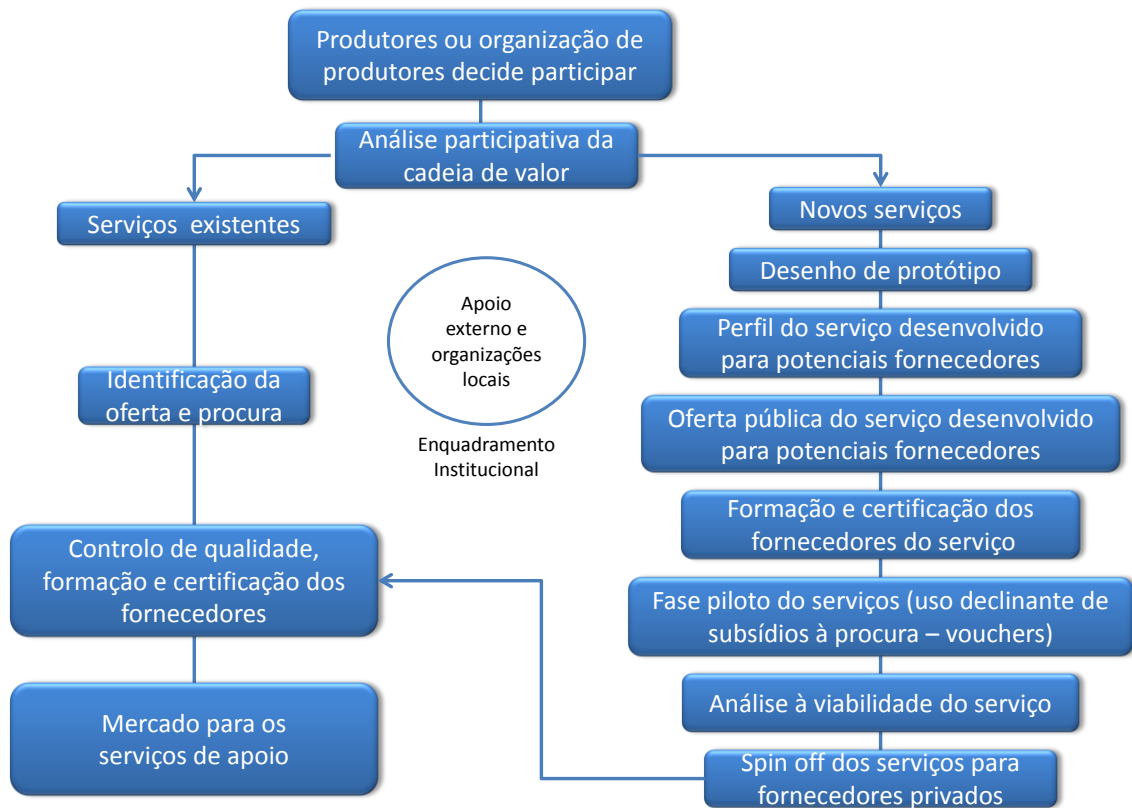 Produtores ou organização de
produtores decide participar
Análise participativa da
cadeia de valor
Serviços existentes
Identificação da
oferta e procura
Controlo de qualidade,
formação e certificação dos
fornecedores
Mercado para os
serviços de apoio
Apoio
externo e
organizações
locais
Enquadramento
Institucional
Novos serviços
Desenho de protótipo
Perfil do serviço desenvolvido
para potenciais fornecedores
Oferta pública do serviço desenvolvido
para potenciais fornecedores
Formação e certificação dos
fornecedores do serviço
Fase piloto do serviços (uso declinante de
subsídios à procura – vouchers)
Análise à viabilidade do serviço
Spin off dos serviços para
fornecedores privados